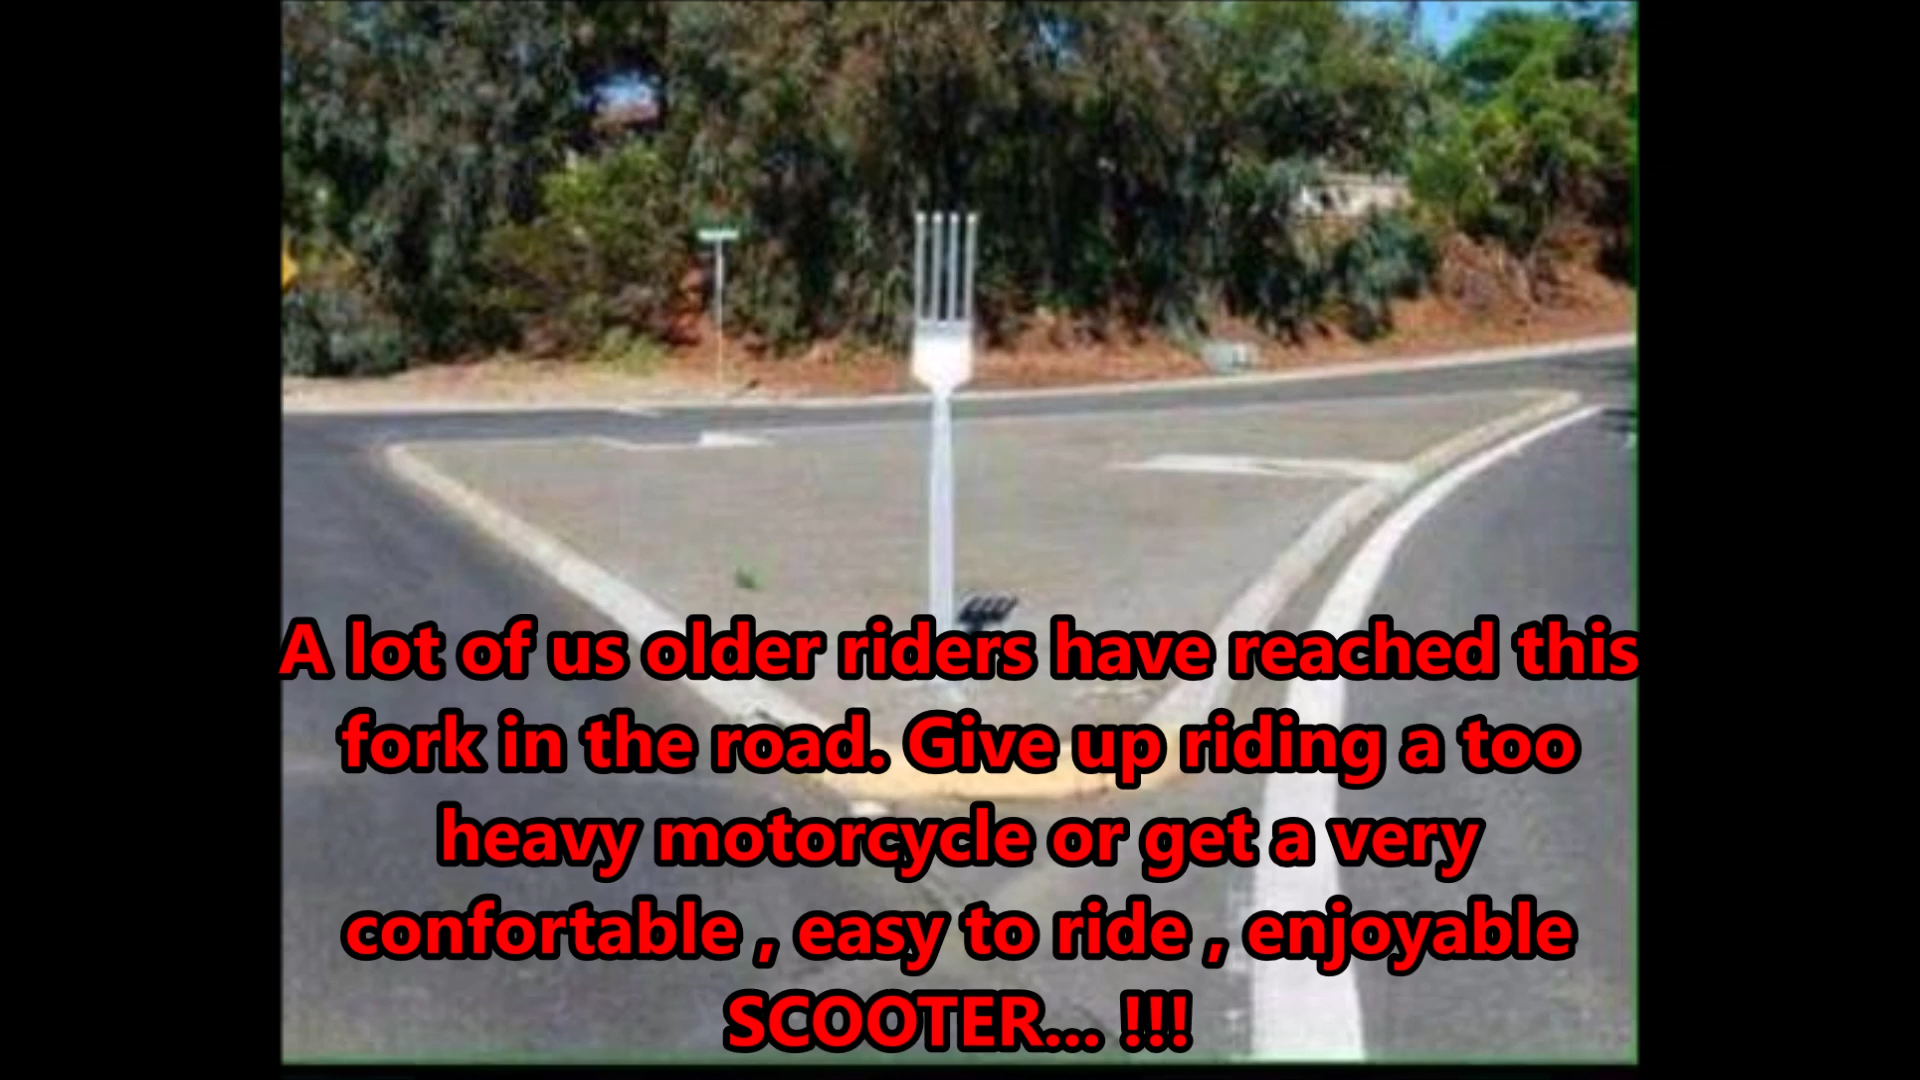 A lot of us older riders have reached this
fork in the road. Give up riding a too
heavy motorcycle or get a very
confortable , easy to ride , enjoyable
SCOOTER... !!!